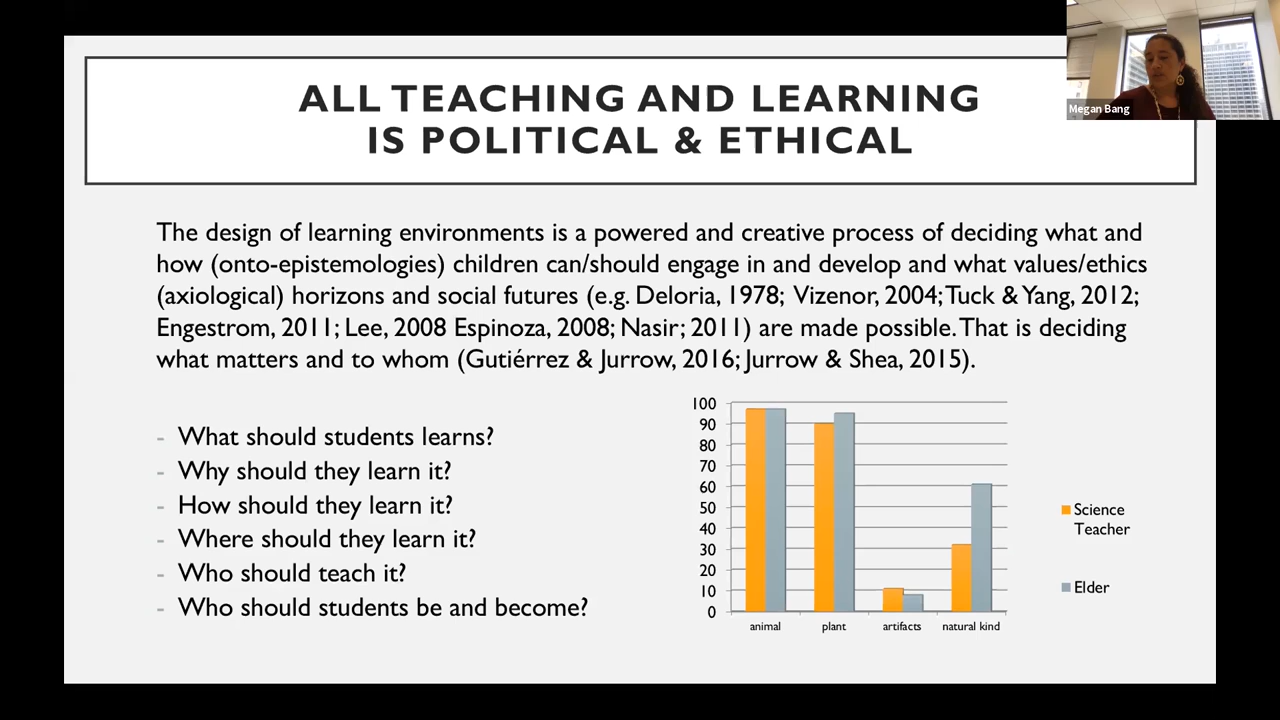 ALL TEACHING AND LEARNING
IS POLITICAL & ETHICAL
Megan Bang
The design of learning environments is a powered and creative process of deciding what and
how (onto-epistemologies) children can/should engage in and develop and what values/ethics
(axiological) horizons and social futures (e.g. Deloria, 1978; Vizenor, 2004; Tuck & Yang, 2012;
Engestrom, 2011; Lee, 2008 Espinoza, 2008; Nasir; 2011) are made possible. That is deciding
what matters and to whom (Gutiérrez & Jurrow, 2016; Jurrow & Shea, 2015).
- What should students learns?
- Why should they learn it?
- How should they learn it?
- Where should they learn it?
- Who should teach it?
- Who should students be and become?
100
90
80
70
60
50
40
30
20
10
0
animal plant artifacts natural kind
Science
Teacher
Elder